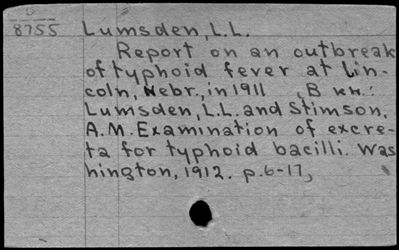 8755 Lumsden, L.L.
Report on an outbreak
of typhoid fever at Lin-
coln, Nebr., in 1911 , В кн.:
Lumsden, L.L. and Stimson,
A.M. Examination of excre-
ta for typhoid bacilli. Was
hington, 1912. p.6-17,